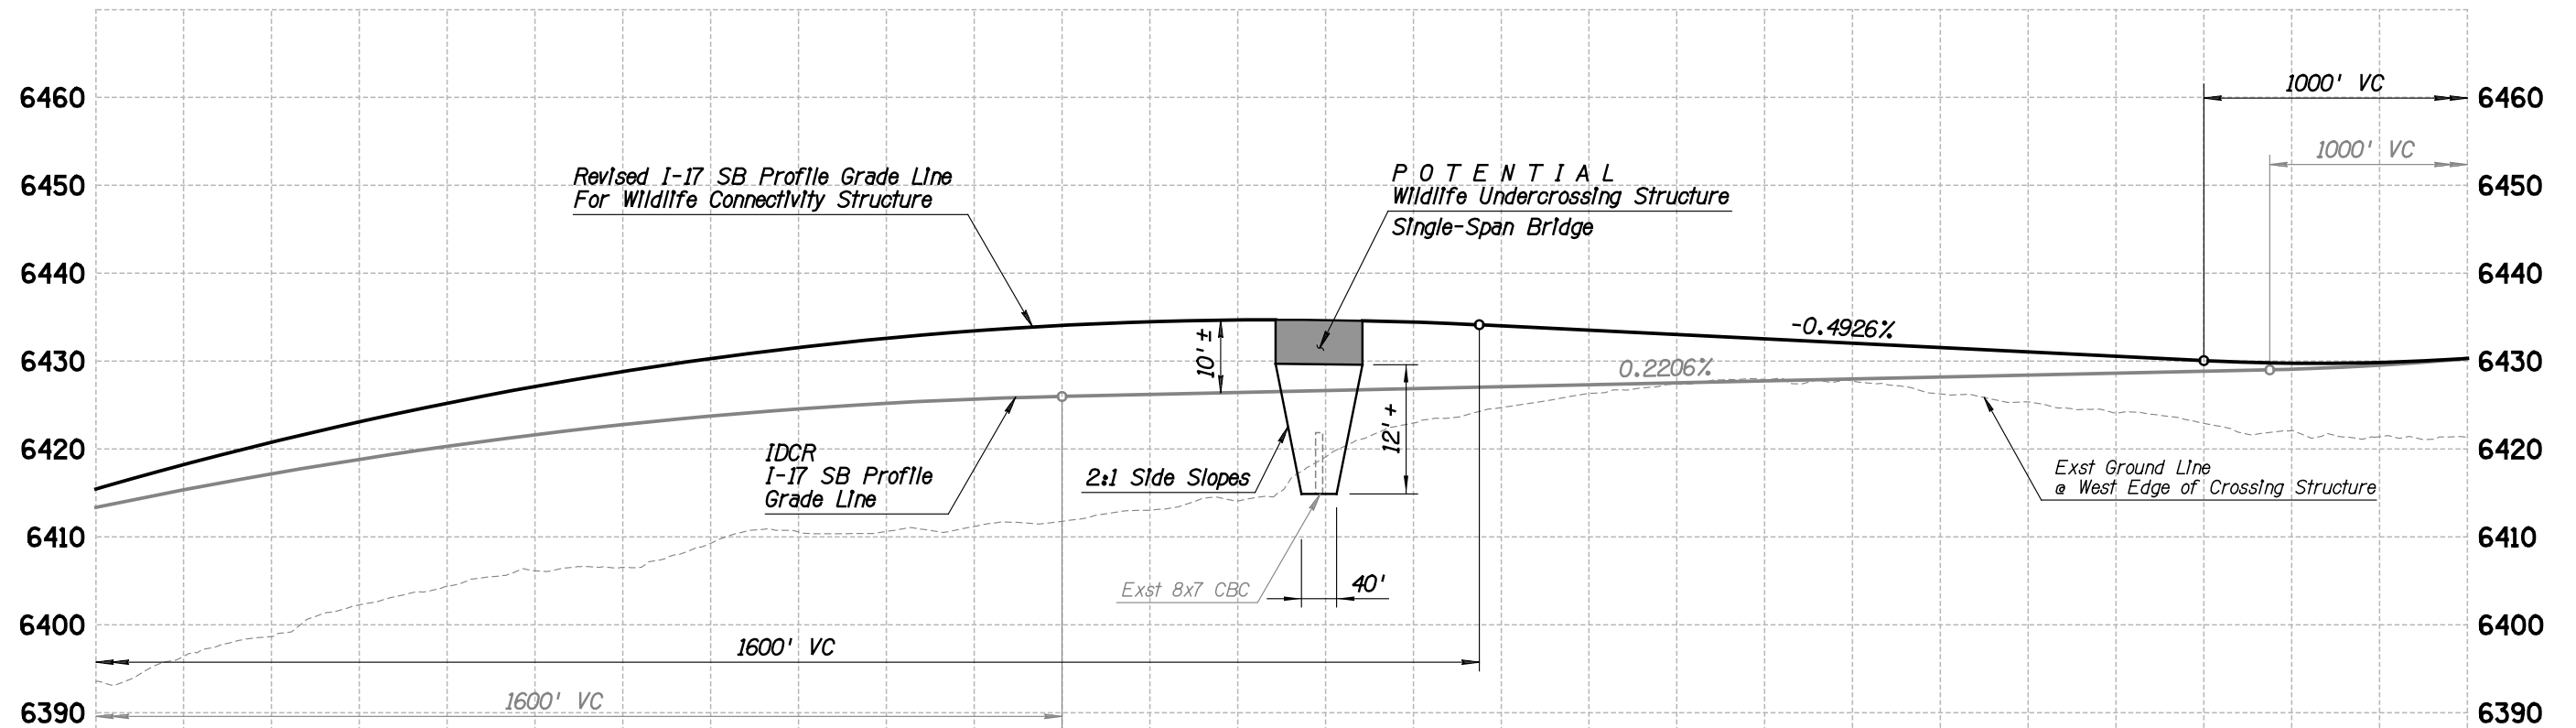 1000' VC
6460
6460
1000' VC
Revised I-17 SB Profile Grade Line
For Wildlife Connectivity Structure
P O T E N T I A L
Wildlife Undercrossing Structure
Single-Span Bridge
6450
6450
6440
6440
10'±
-0.4926%
6430
6430
0.2206%
12'+
IDCR
I-17 SB Profile
Grade Line
2:1 Side Slopes
6420
6420
Exst Ground Line
@ West Edge of Crossing Structure
6410
6410
Exst 8x7 CBC
40'
6400
6400
1600' VC
1600' VC
6390
6390